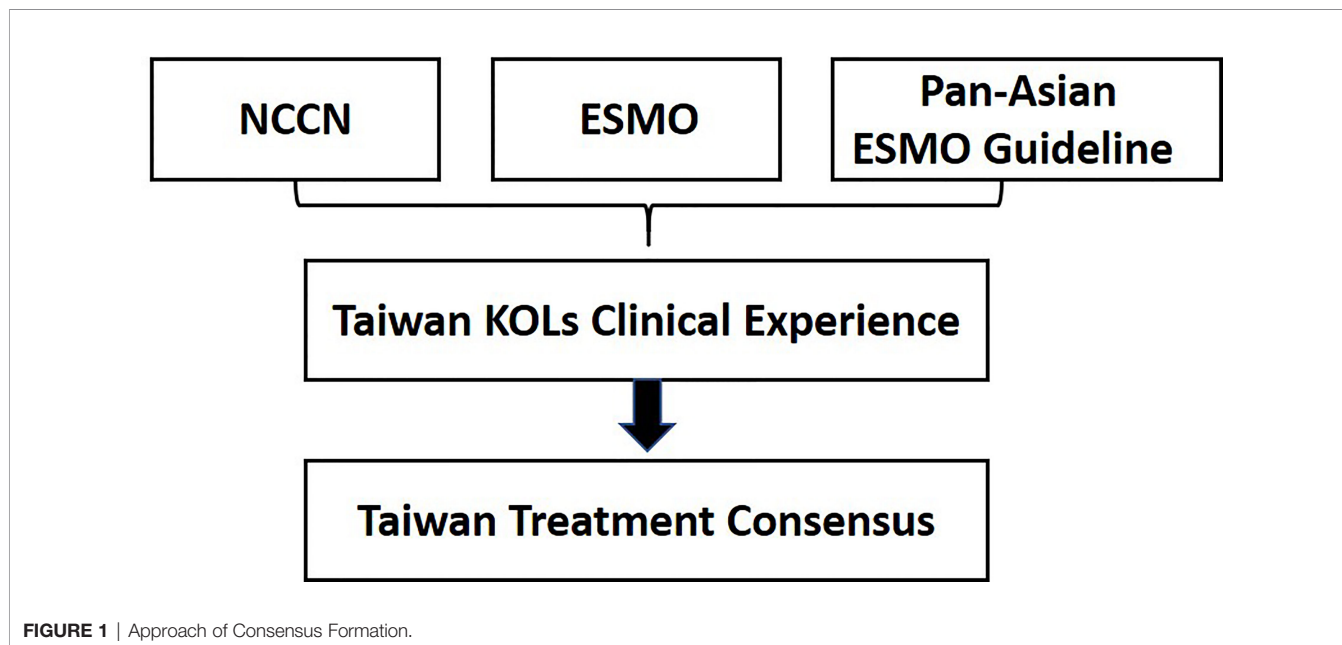 NCCN
ESMO
Pan-Asian
ESMO Guideline
Taiwan KOLs Clinical Experience
Taiwan Treatment Consensus
FIGURE 1 | Approach of Consensus Formation.